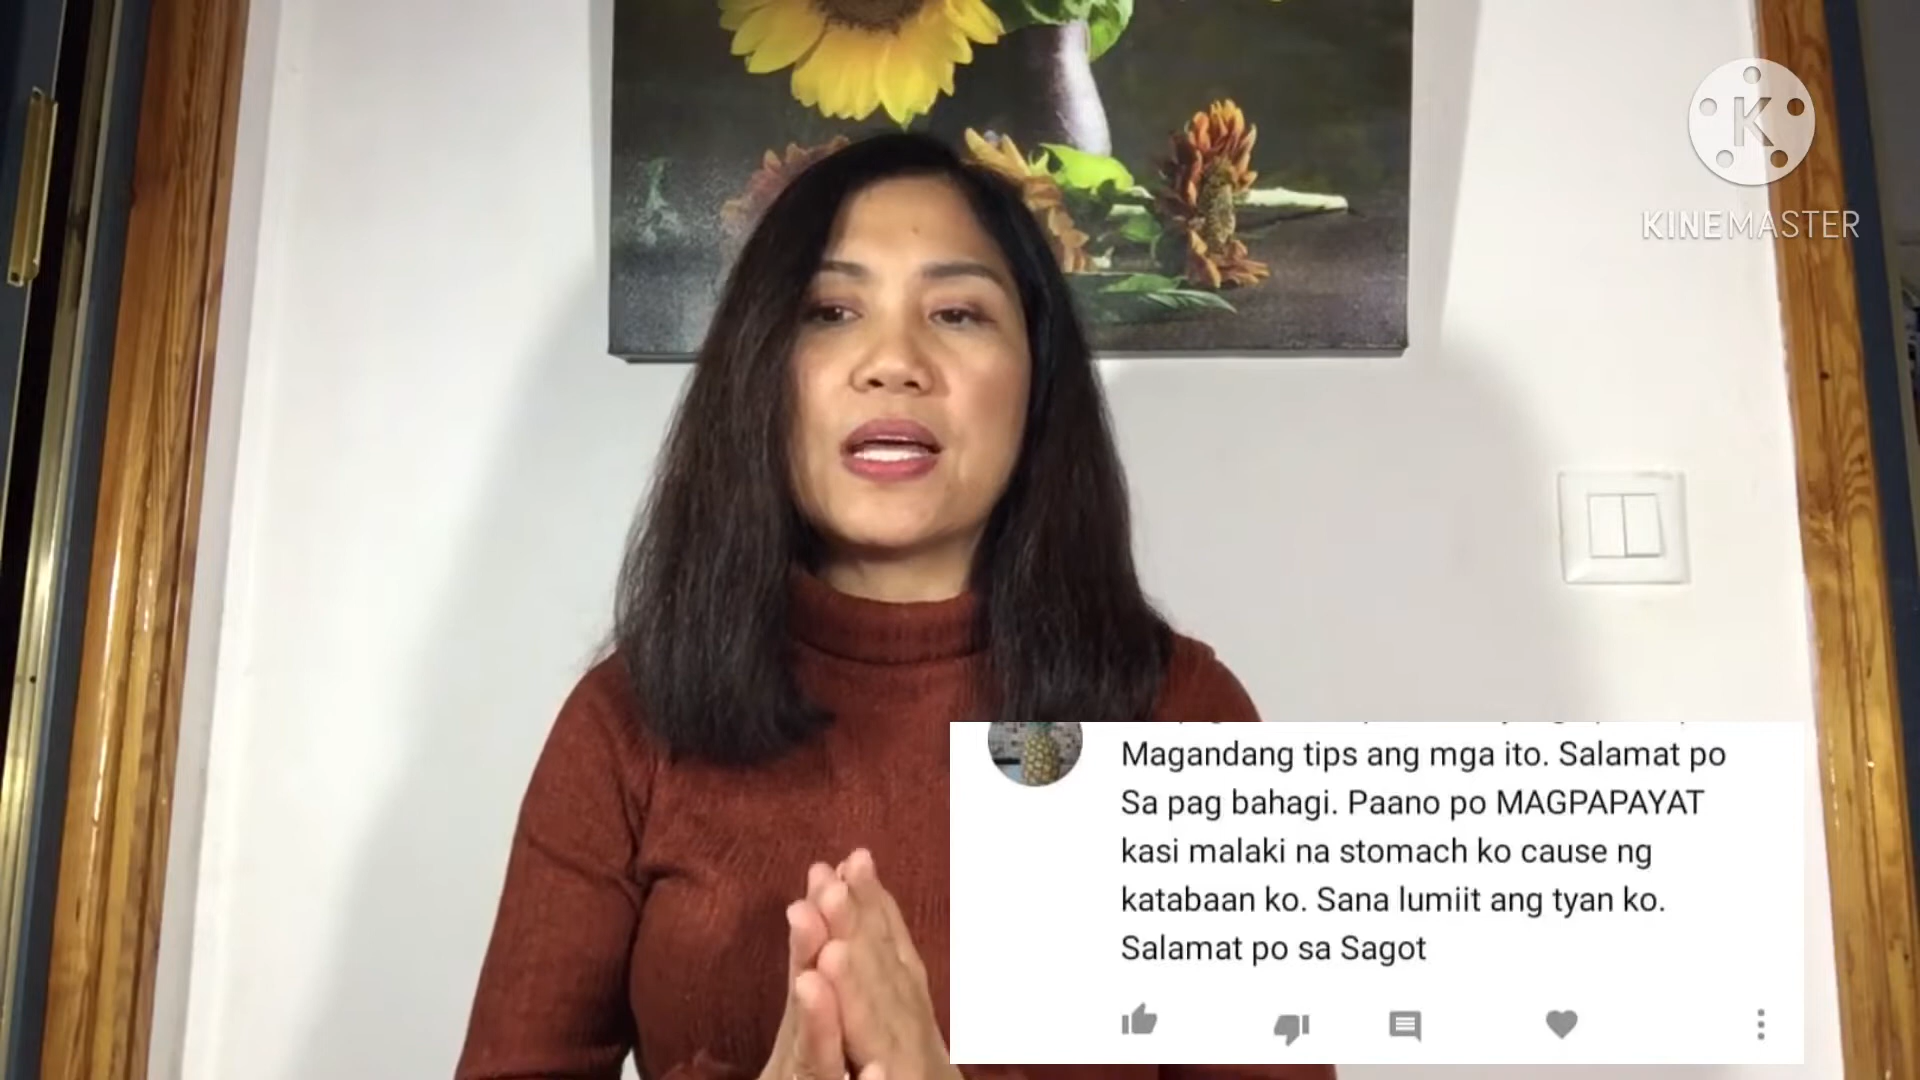 KINEMASTER
Magandang tips ang mga ito. Salamat po
Sa pag bahagi. Paano po MAGPAPAYAT
kasi malaki na stomach ko cause ng
katabaan ko. Sana lumiit ang tyan ko.
Salamat po sa Sagot